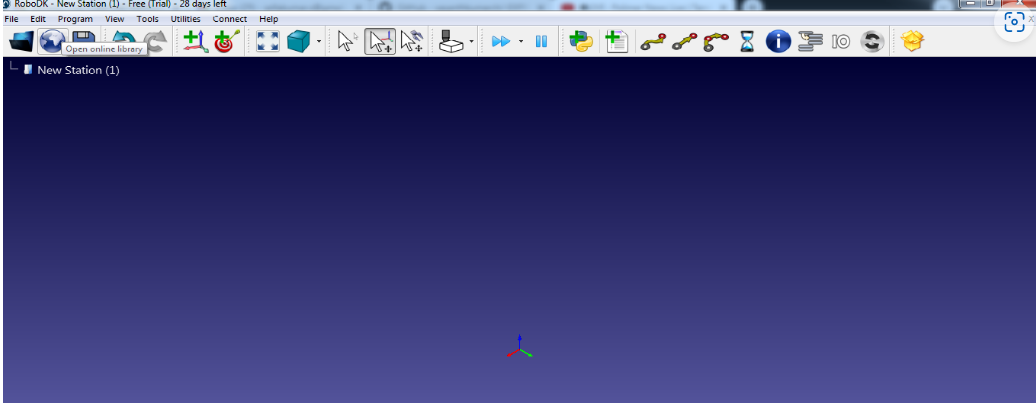 RoboDK - New Station (1) - Free (Trial) - 28 days left
File Edit Program View Tools Utilities Connect Help
Open online library
IO
New Station (1)